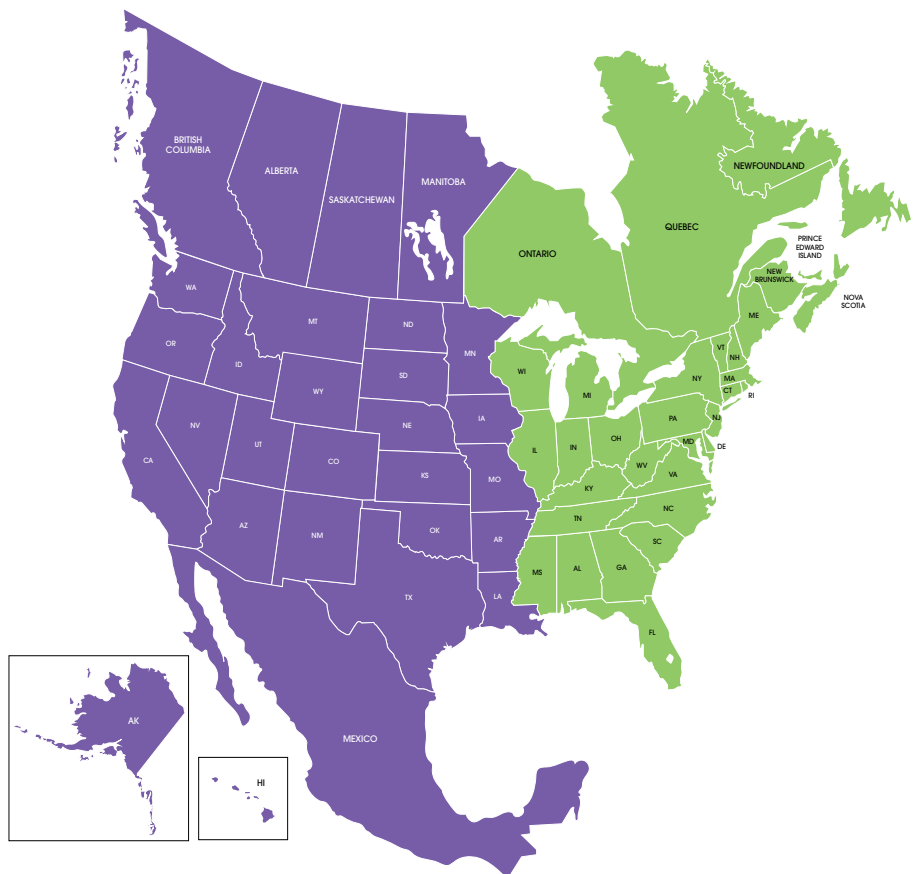 BRITISH
COLUMBIA
ALBERTA
SASKATCHEWAN
MANITOBA
ONTARIO
QUEBEC
NEWFOUNDLAND
PRINCE
EDWARD
ISLAND
NEW
BRUNSWICK
NOVA
SCOTIA
WA
MT
ND
MN
OR
ID
WY
SD
WI
MI
NY
VT
NH
ME
MA
CT
RI
NV
UT
CO
NE
IA
IL
IN
OH
PA
NJ
CA
KS
MO
KY
WV
VA
MD
DE
AZ
NM
OK
AR
TN
NC
SC
TX
LA
MS
AL
GA
FL
MEXICO
AK
HI